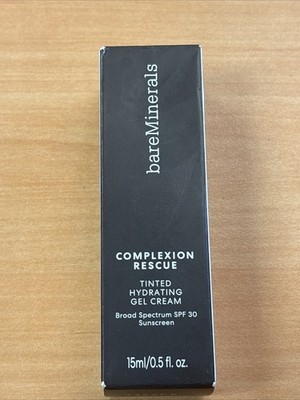 bareMinerals
COMPLEXION
RESCUE
TINTED
HYDRATING
GEL CREAM
Broad Spectrum SPF 30
Sunscreen
15ml/0.5 fl. oz.